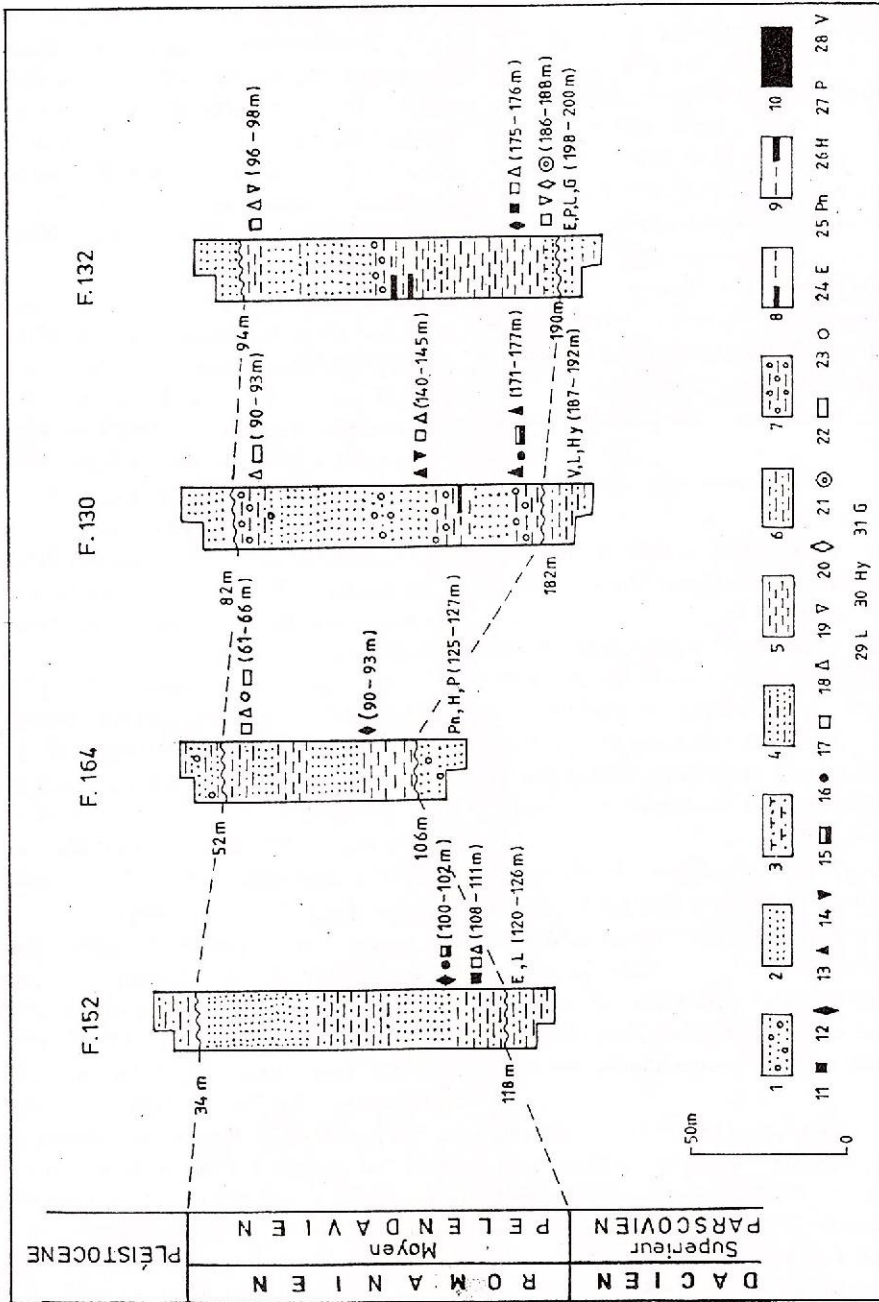 PLÉISTOCENE
ROMANIEN
Moyen
PELENDAVIEN
DACIEN
Superieur
PARSCOVIEN
F.152
34 m
118 m
(100-102m)
(108-111m)
E,L (120-126m)
F.164
52m
106m
(61-66 m)
(90-93m)
Pn,H,P (125-127m)
F.130
82m
182m
(90-93m)
(140-145m)
(171-177m)
V,L,Hy (187-192m)
F.132
94m
190m
(96-98m)
(175-176m)
(186-188m)
E,P,L,G (198-200m)
50m
0
1 2 3 4 5 6 7 8 9 10
11 12 13 14 15 16 17 18 19 20 21 22 23 24 E 25 Pn 26 H 27 P 28 V
29 L 30 Hy 31 G